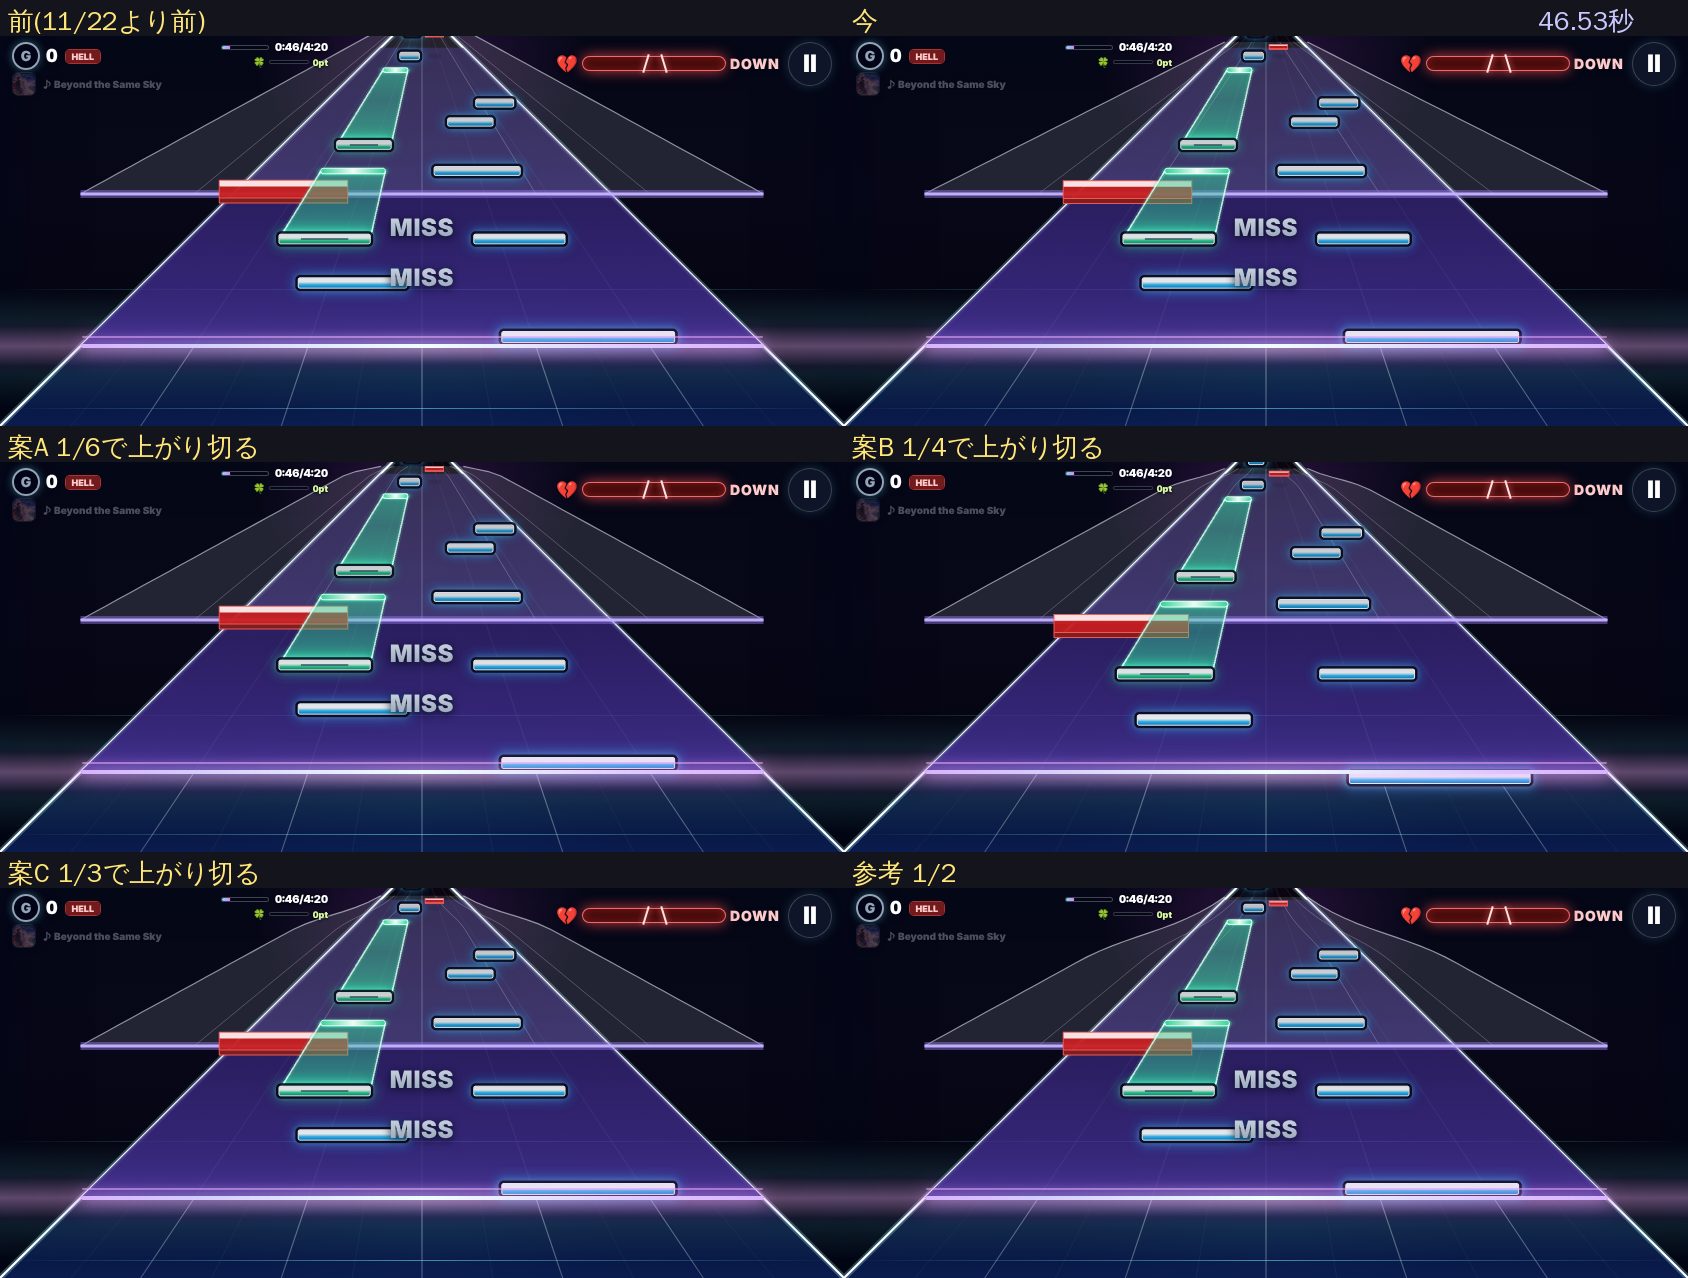 前(11/22より前)
G 0 HELL 0:46/4:20 DOWN
0pt
♪ Beyond the Same Sky
MISS
MISS
今 46.53秒
G 0 HELL 0:46/4:20 DOWN
0pt
♪ Beyond the Same Sky
MISS
MISS
案A 1/6で上がり切る
G 0 HELL 0:46/4:20 DOWN
0pt
♪ Beyond the Same Sky
MISS
MISS
案B 1/4で上がり切る
G 0 HELL 0:46/4:20 DOWN
0pt
♪ Beyond the Same Sky
案C 1/3で上がり切る
G 0 HELL 0:46/4:20 DOWN
0pt
♪ Beyond the Same Sky
MISS
MISS
参考 1/2
G 0 HELL 0:46/4:20 DOWN
0pt
♪ Beyond the Same Sky
MISS
MISS